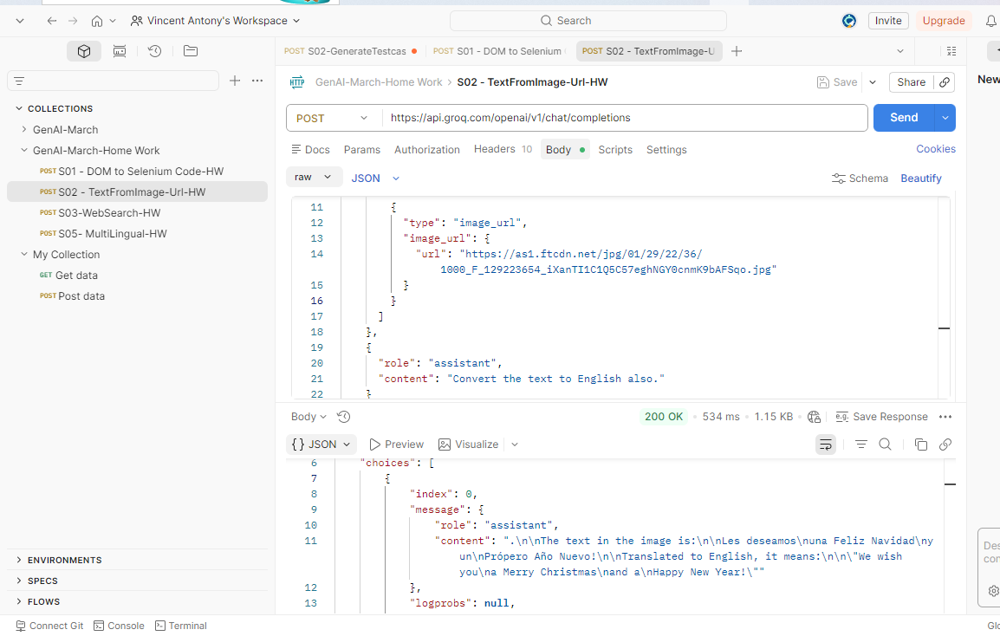 Vincent Antony's Workspace
Search
Invite
Upgrade
POST S02-GenerateTestcas
POST S01 - DOM to Selenium
POST S02 - TextFromImage-U
New
COLLECTIONS
GenAI-March
GenAI-March-Home Work
POST S01 - DOM to Selenium Code-HW
POST S02 - TextFromImage-Url-HW
POST S03-WebSearch-HW
POST S05- MultiLingual-HW
My Collection
GET Get data
POST Post data
ENVIRONMENTS
SPECS
FLOWS
HTTP GenAI-March-Home Work > S02 - TextFromImage-Url-HW
Save
Share
POST
https://api.groq.com/openai/v1/chat/completions
Send
Docs Params Authorization Headers 10 Body Scripts Settings
Cookies
raw JSON
Schema Beautify
11 {
12 "type": "image_url",
13 "image_url": {
14 "url": "https://as1.ftcdn.net/jpg/01/29/22/36/
1000_F_129223654_iXanTI1C1Q5C57eghNGY0cnmK9bAFSqo.jpg"
15 }
16 }
17 ]
18 },
19 {
20 "role": "assistant",
21 "content": "Convert the text to English also."
22 }
Body
200 OK • 534 ms • 1.15 KB
e.g. Save Response
{} JSON Preview Visualize
6 "choices": [
7 {
8 "index": 0,
9 "message": {
10 "role": "assistant",
11 "content": ".\n\nThe text in the image is:\n\nLes deseamos\nuna Feliz Navidad\ny
un\nPrópero Año Nuevo!\n\nTranslated to English, it means:\n\n\"We wish
you\na Merry Christmas\nand a\nHappy New Year!\""
12 },
13 "logprobs": null,
Des
con
Connect Git Console Terminal
Glo